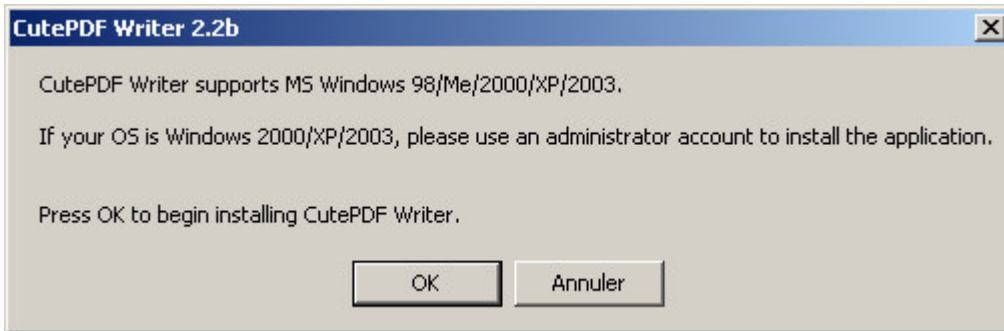 CutePDF Writer 2.2b
CutePDF Writer supports MS Windows 98/Me/2000/XP/2003.
If your OS is Windows 2000/XP/2003, please use an administrator account to install the application.
Press OK to begin installing CutePDF Writer.
OK
Annuler